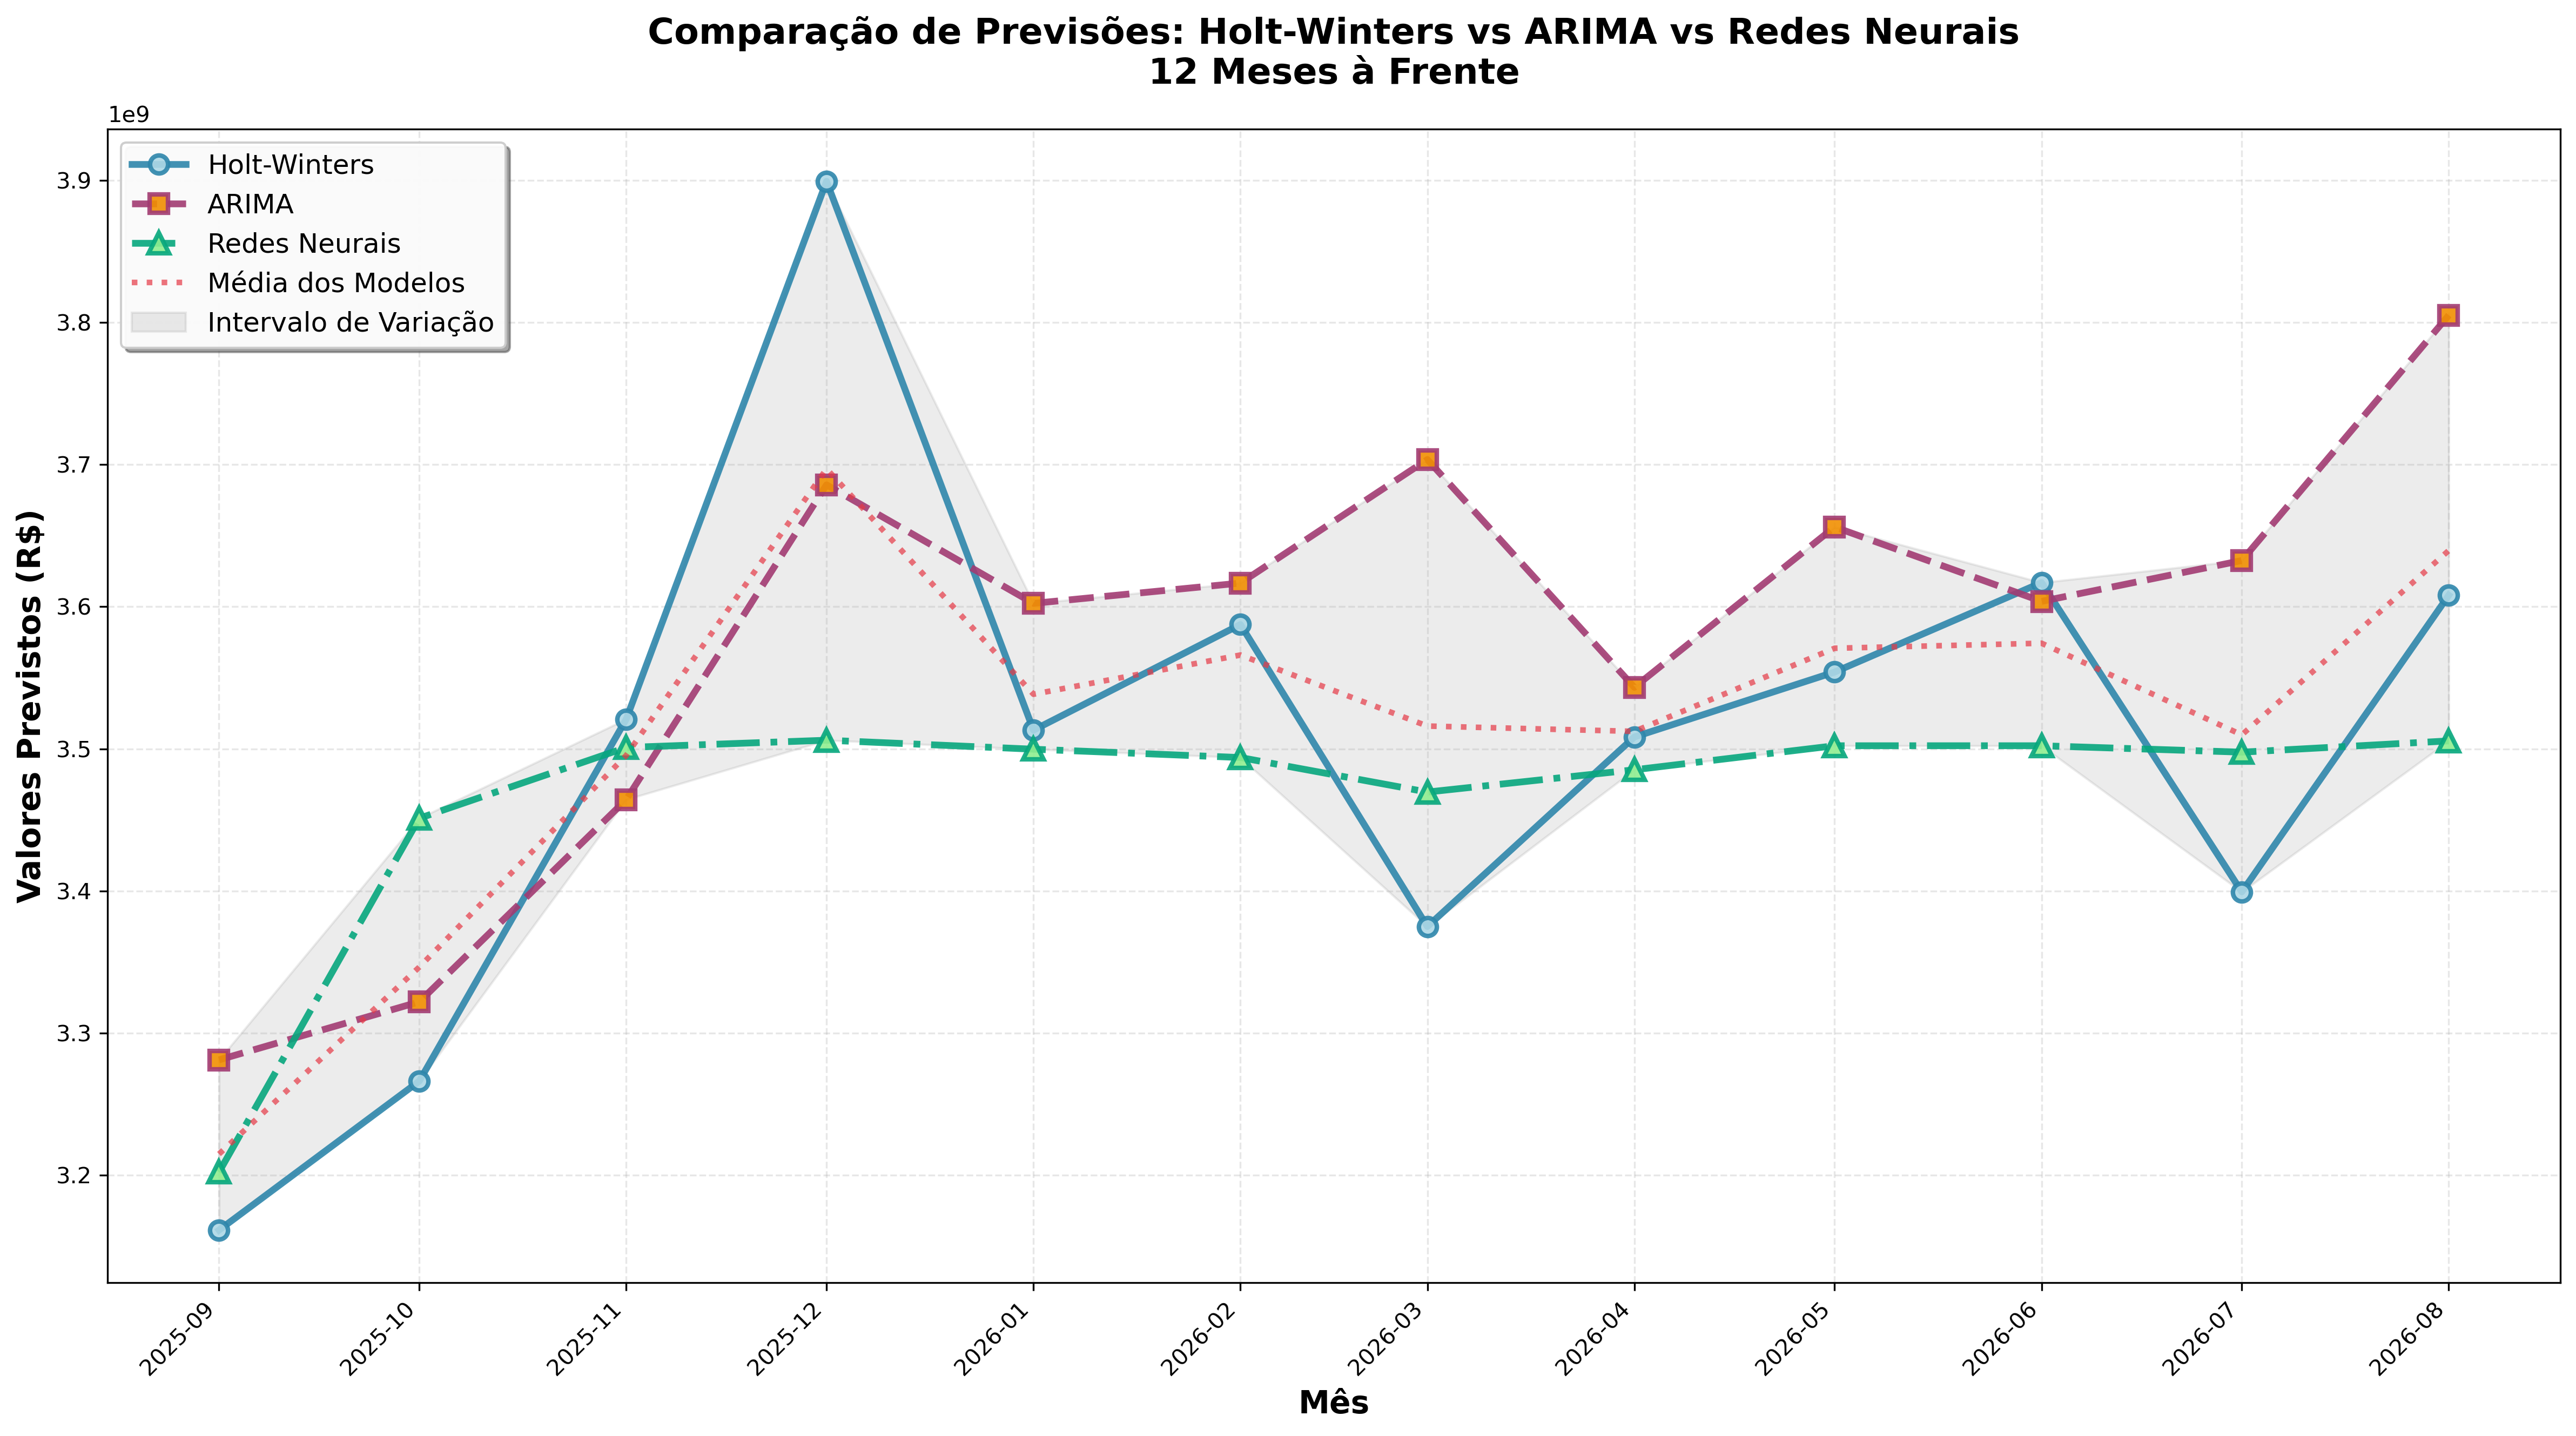 Comparação de Previsões: Holt-Winters vs ARIMA vs Redes Neurais
12 Meses à Frente
1e9
Holt-Winters
ARIMA
Redes Neurais
Média dos Modelos
Intervalo de Variação
3.9
3.8
3.7
3.6
3.5
3.4
3.3
3.2
Valores Previstos (R$)
2025-09
2025-10
2025-11
2025-12
2026-01
2026-02
2026-03
2026-04
2026-05
2026-06
2026-07
2026-08
Mês